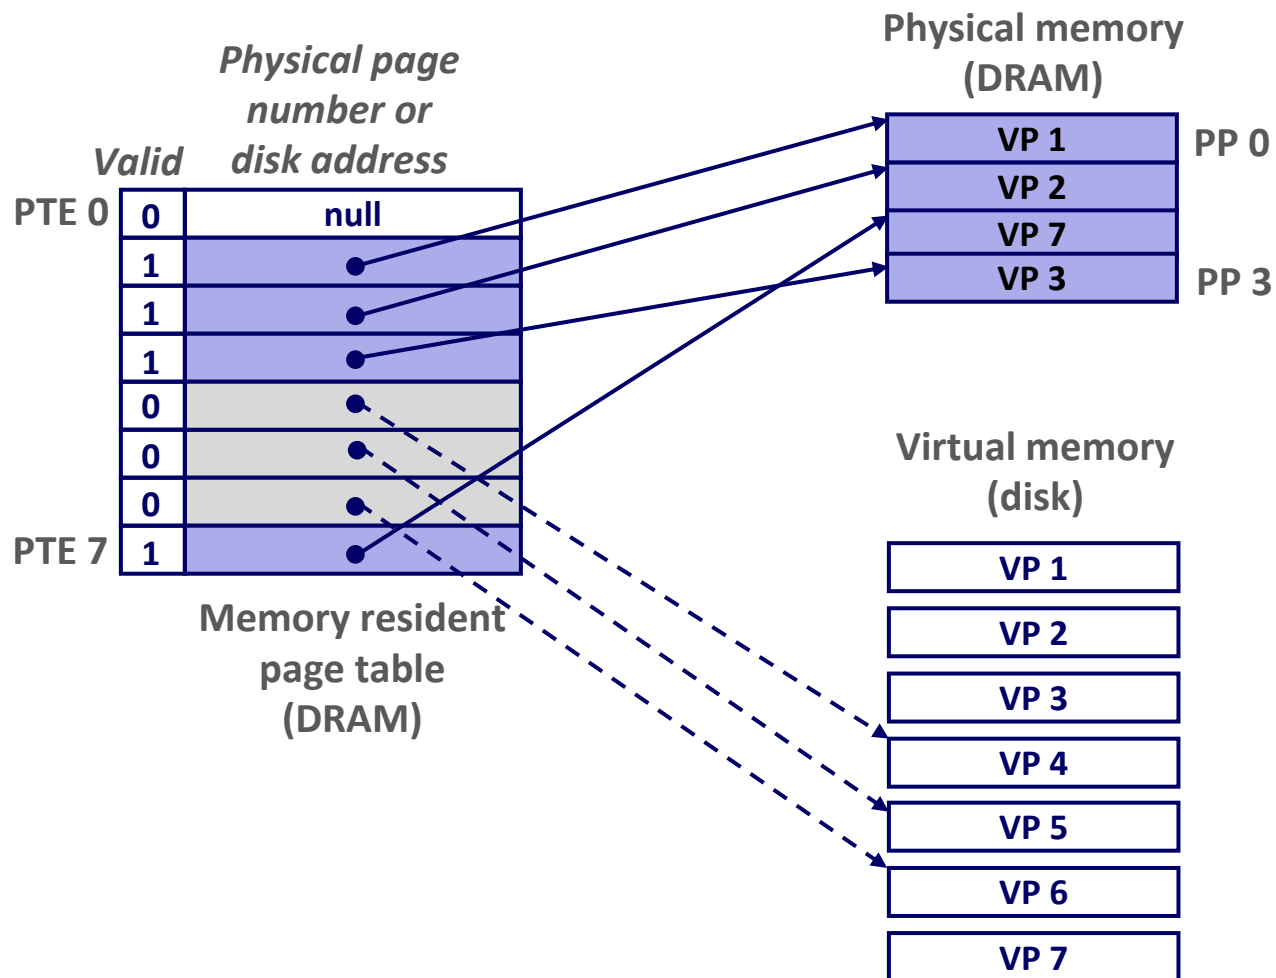 Physical page
number or
disk address
Valid
PTE 0
0
null
1
1
1
0
0
0
PTE 7
1
Memory resident
page table
(DRAM)
Physical memory
(DRAM)
VP 1
PP 0
VP 2
VP 7
VP 3
PP 3
Virtual memory
(disk)
VP 1
VP 2
VP 3
VP 4
VP 5
VP 6
VP 7